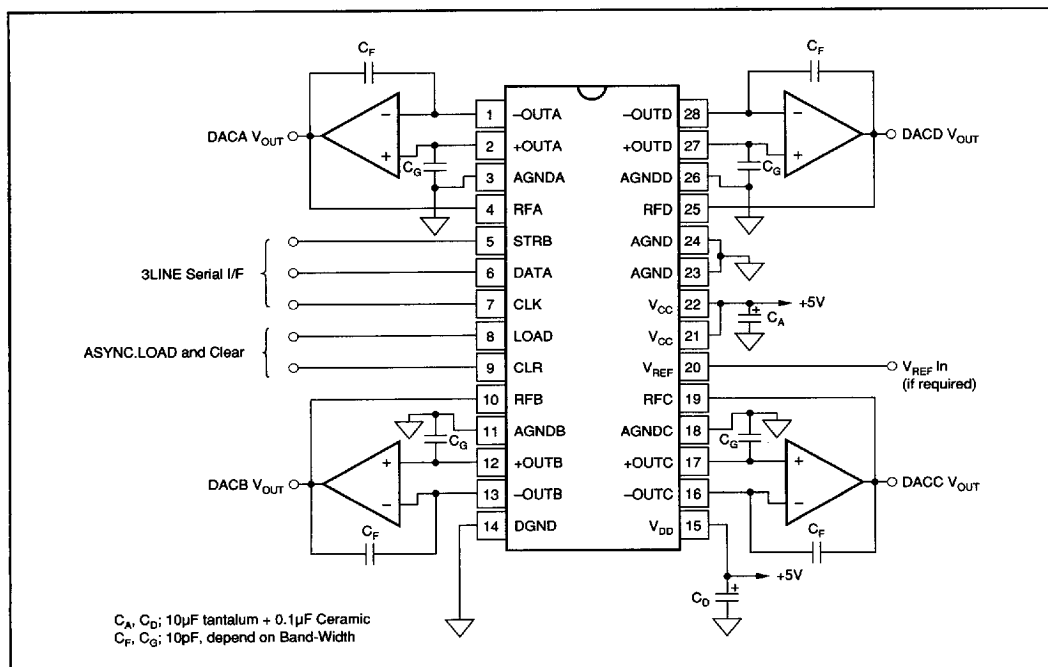 C_F
C_F
DACA V_OUT
−
+
C_G
1 −OUTA
2 +OUTA
3 AGNDA
4 RFA
5 STRB
6 DATA
7 CLK
8 LOAD
9 CLR
10 RFB
11 AGNDB
12 +OUTB
13 −OUTB
14 DGND
3LINE Serial I/F
ASYNC.LOAD and Clear
C_G
+
−
DACB V_OUT
C_F
−OUTD 28
+OUTD 27
AGNDD 26
RFD 25
AGND 24
AGND 23
V_CC 22
V_CC 21
V_REF 20
RFC 19
AGNDC 18
+OUTC 17
−OUTC 16
V_DD 15
−
+
C_G
DACD V_OUT
+5V
+
C_A
V_REF In
(if required)
C_G
+
−
DACC V_OUT
C_F
+5V
+
C_D
C_A, C_D; 10µF tantalum + 0.1µF Ceramic
C_F, C_G; 10pF, depend on Band-Width